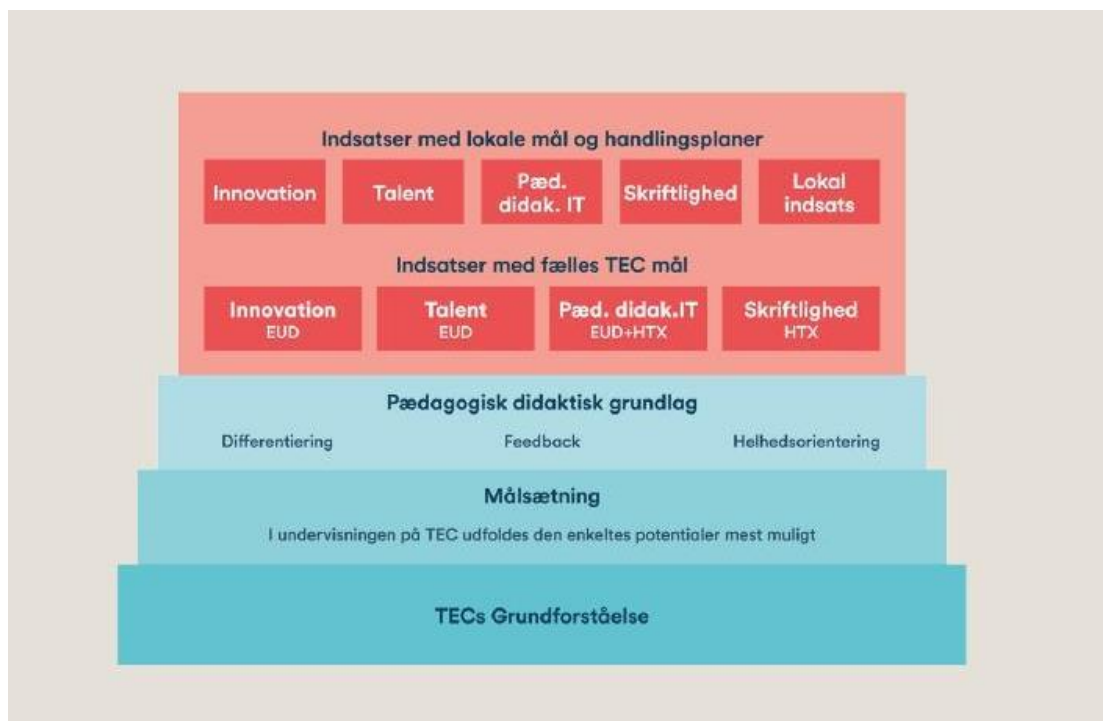 Indsatser med lokale mål og handlingsplaner
Innovation
Talent
Pæd.
didak. IT
Skriftlighed
Lokal
indsats
Indsatser med fælles TEC mål
Innovation
EUD
Talent
EUD
Pæd. didak.IT
EUD+HTX
Skriftlighed
HTX
Pædagogisk didaktisk grundlag
Differentiering
Feedback
Helhedsorientering
Målsætning
I undervisningen på TEC udfoldes den enkeltes potentialer mest muligt
TECs Grundforståelse